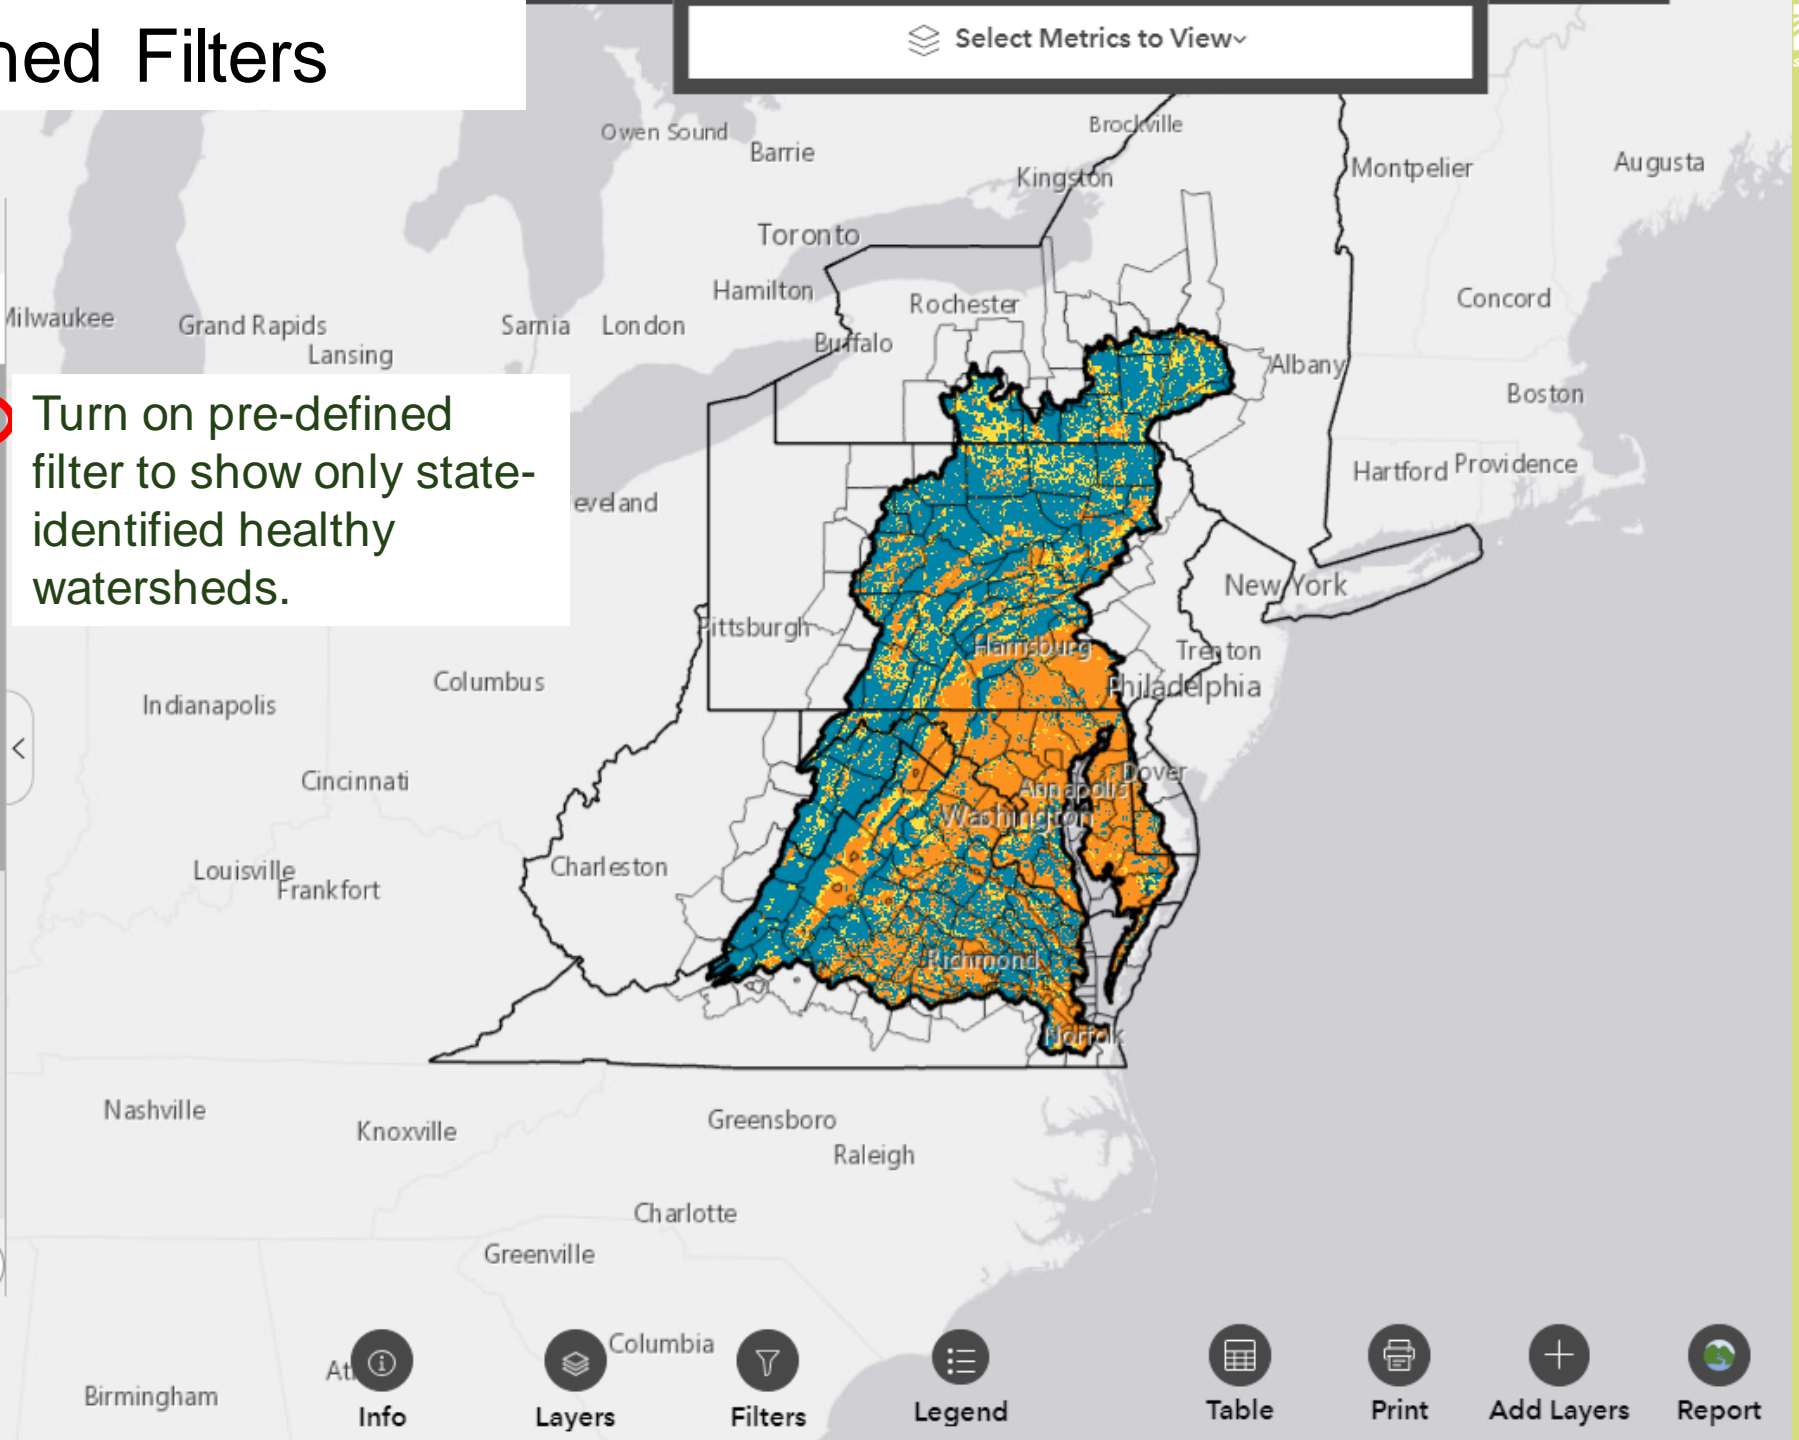 Filters
Select Metrics to View
Owen Sound
Barrie
Brockville
Kingston
Montpelier
Augusta
Toronto
Hamilton
Rochester
Concord
Milwaukee
Grand Rapids
Sarnia
London
Lansing
Buffalo
Albany
Boston
Turn on pre-defined
filter to show only state-
identified healthy
watersheds.
Hartford
Providence
eveland
New York
Pittsburgh
Harrisburg
Trenton
Philadelphia
Columbus
Indianapolis
Cincinnati
Dover
Annapolis
Washington
Louisville
Frankfort
Charleston
Richmond
Norfolk
Nashville
Knoxville
Greensboro
Raleigh
Charlotte
Greenville
Columbia
Birmingham
Info
Layers
Filters
Legend
Table
Print
Add Layers
Report